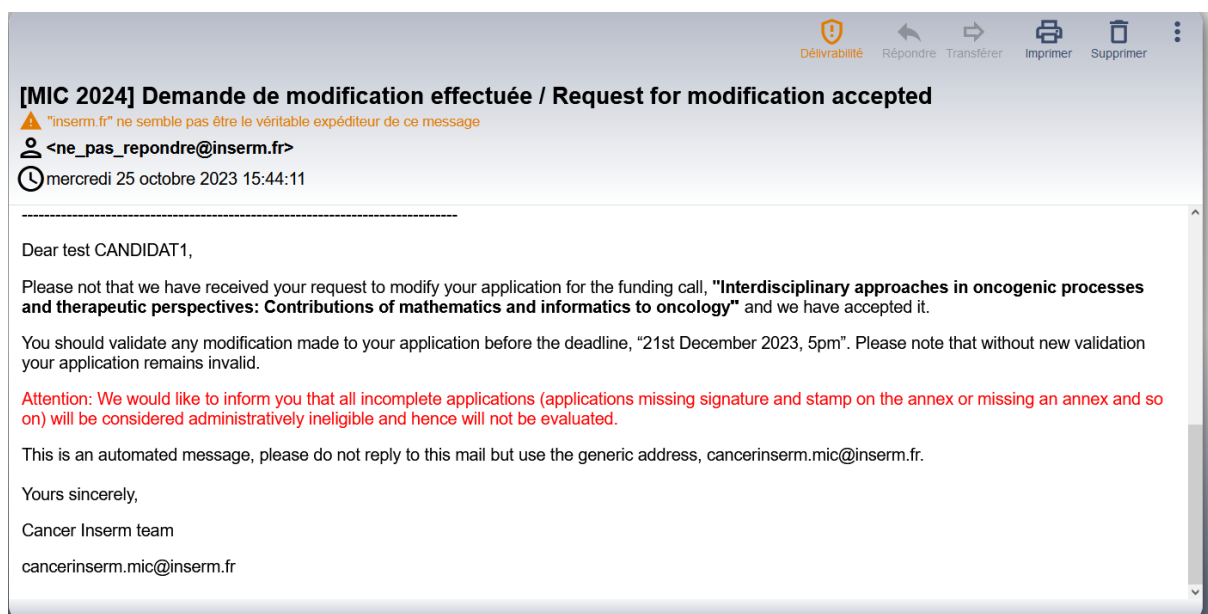 Délivrabilité Répondre Transférer Imprimer Supprimer
[MIC 2024] Demande de modification effectuée / Request for modification accepted
"inserm.fr" ne semble pas être le véritable expéditeur de ce message
<ne_pas_repondre@inserm.fr>
mercredi 25 octobre 2023 15:44:11
------------------------------------------------------------------------------
Dear test CANDIDAT1,
Please not that we have received your request to modify your application for the funding call, "Interdisciplinary approaches in oncogenic processes
and therapeutic perspectives: Contributions of mathematics and informatics to oncology" and we have accepted it.
You should validate any modification made to your application before the deadline, “21st December 2023, 5pm”. Please note that without new validation
your application remains invalid.
Attention: We would like to inform you that all incomplete applications (applications missing signature and stamp on the annex or missing an annex and so
on) will be considered administratively ineligible and hence will not be evaluated.
This is an automated message, please do not reply to this mail but use the generic address, cancerinserm.mic@inserm.fr.
Yours sincerely,
Cancer Inserm team
cancerinserm.mic@inserm.fr